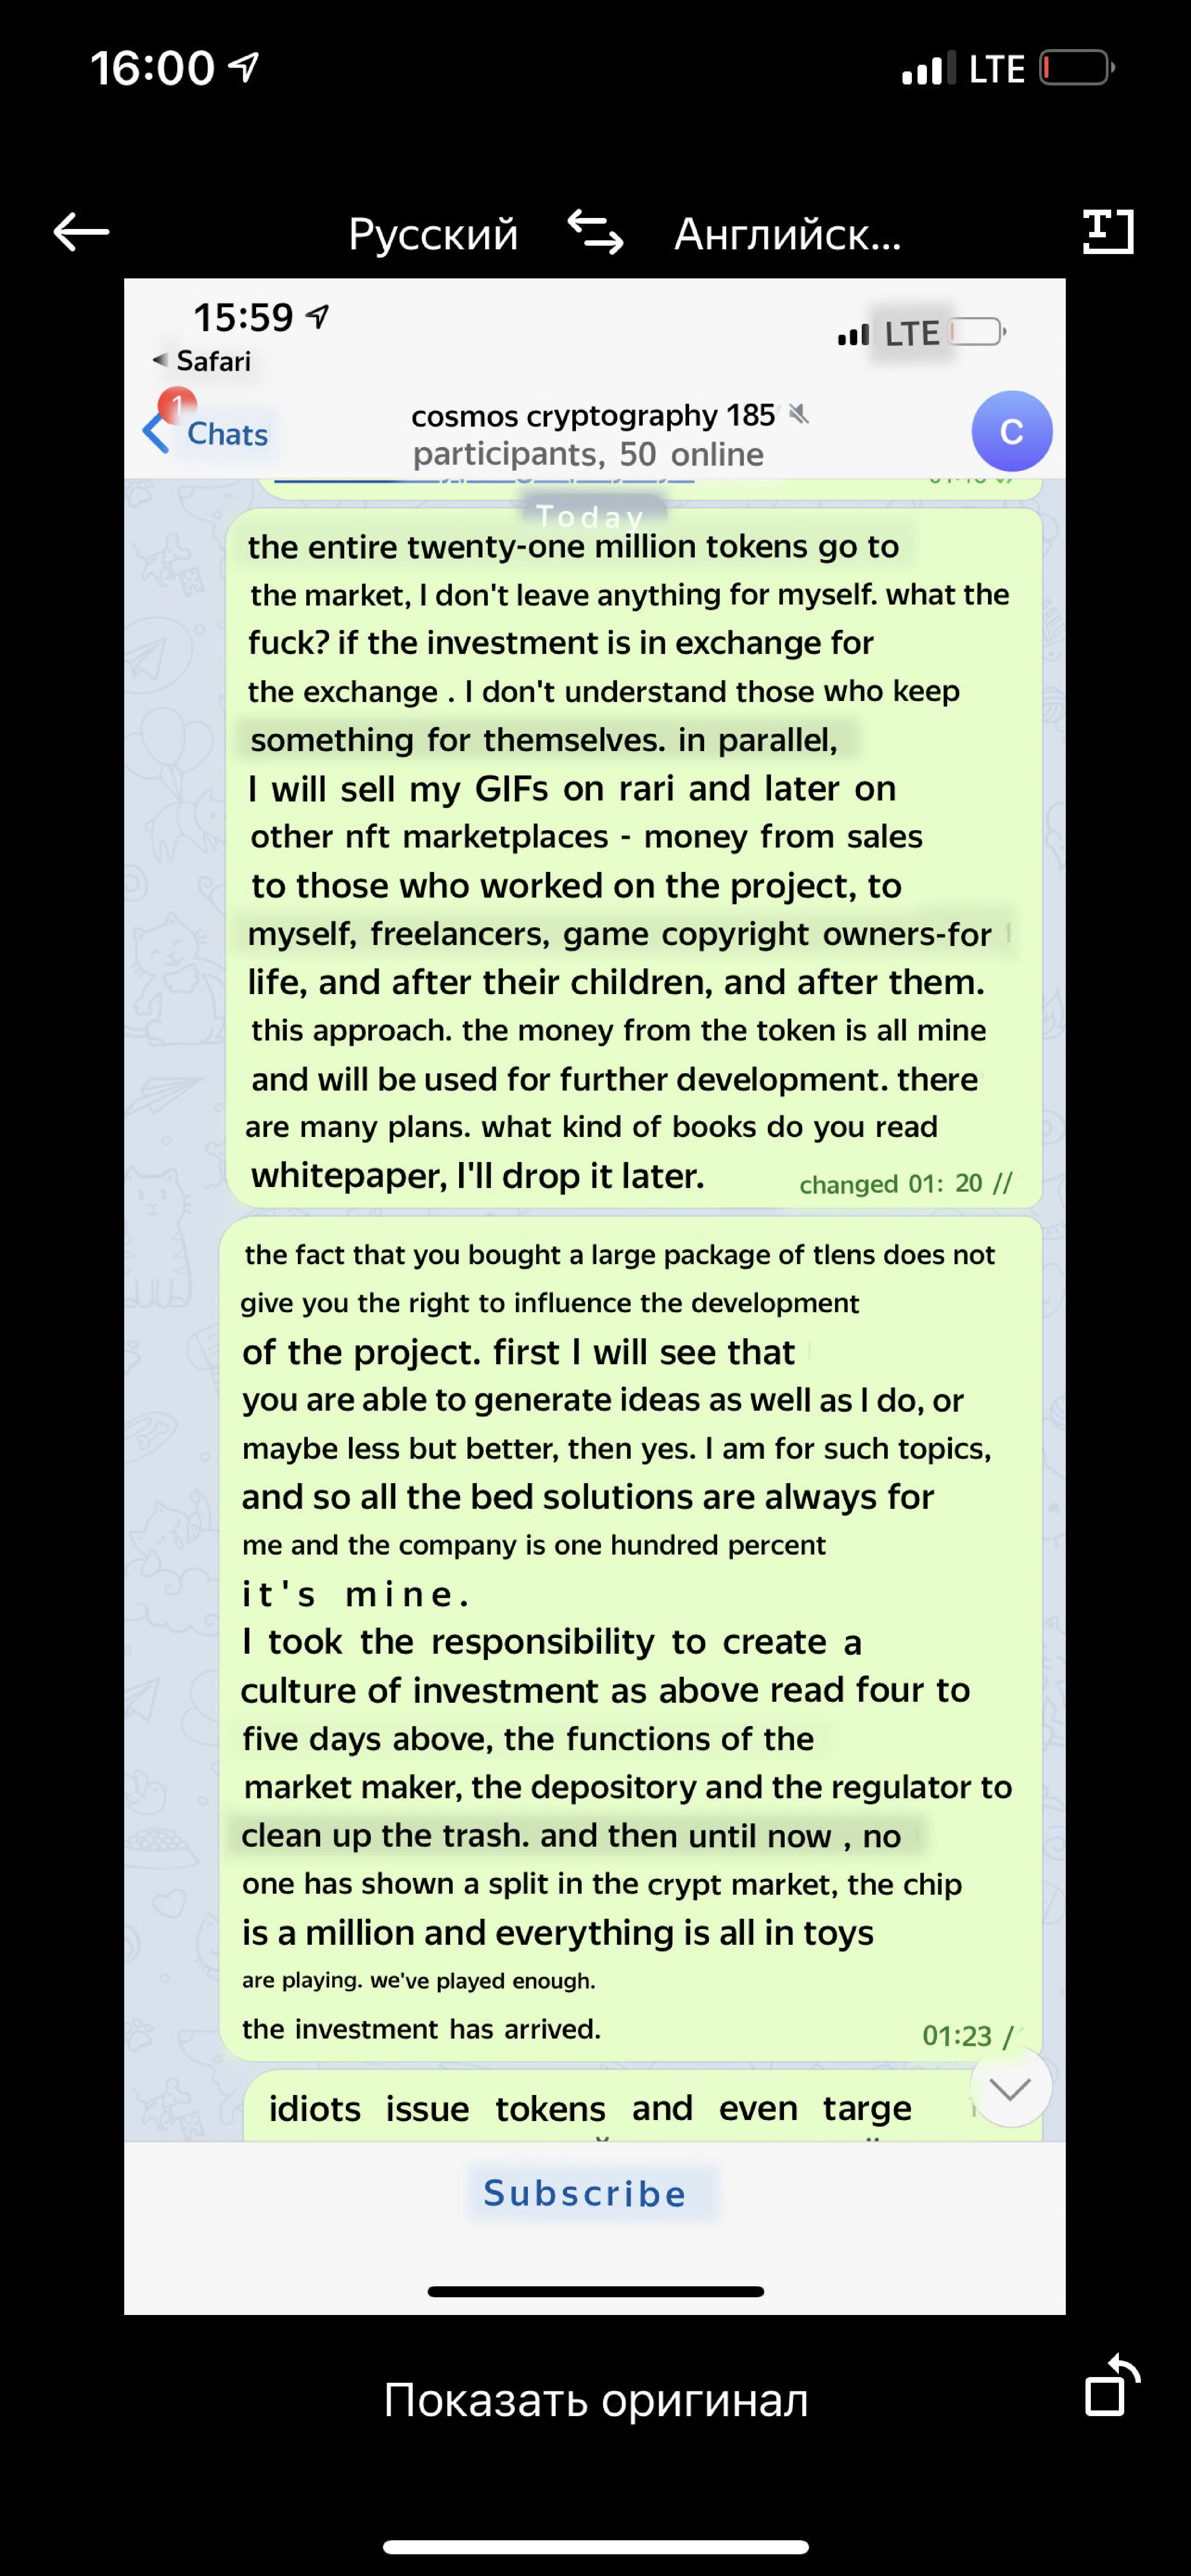 16:00 LTE
Русский Английск...
15:59 LTE
Safari
1
Chats
cosmos cryptography 185
participants, 50 online
C
Today
the entire twenty-one million tokens go to
the market, I don't leave anything for myself. what the
fuck? if the investment is in exchange for
the exchange . I don't understand those who keep
something for themselves. in parallel,
I will sell my GIFs on rari and later on
other nft marketplaces - money from sales
to those who worked on the project, to
myself, freelancers, game copyright owners-for
life, and after their children, and after them.
this approach. the money from the token is all mine
and will be used for further development. there
are many plans. what kind of books do you read
whitepaper, I'll drop it later.
changed 01: 20 //
the fact that you bought a large package of tlens does not
give you the right to influence the development
of the project. first I will see that
you are able to generate ideas as well as I do, or
maybe less but better, then yes. I am for such topics,
and so all the bed solutions are always for
me and the company is one hundred percent
it's mine.
I took the responsibility to create a
culture of investment as above read four to
five days above, the functions of the
market maker, the depository and the regulator to
clean up the trash. and then until now , no
one has shown a split in the crypt market, the chip
is a million and everything is all in toys
are playing. we've played enough.
the investment has arrived.
01:23 /
idiots issue tokens and even targe
Subscribe
Показать оригинал